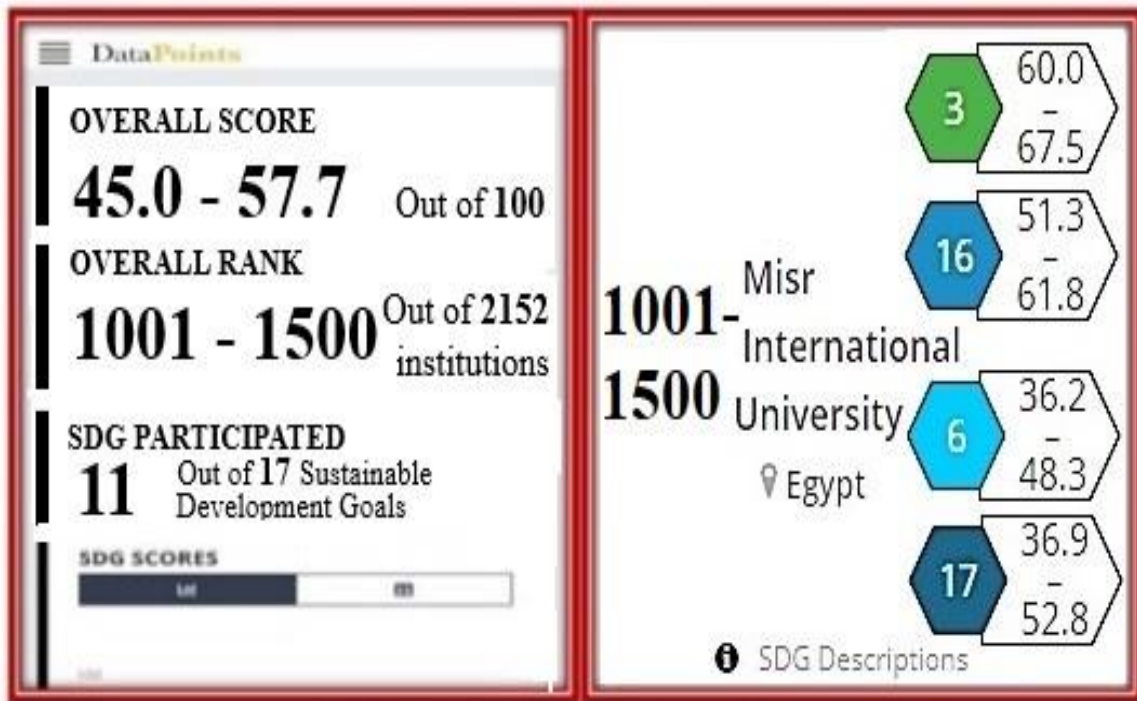 DataPoints
OVERALL SCORE
45.0 - 57.7 Out of 100
OVERALL RANK
1001 - 1500 Out of 2152
institutions
SDG PARTICIPATED
11 Out of 17 Sustainable
Development Goals
SDG SCORES
1001-
1500
Misr
International
University
Egypt
3
60.0
–
67.5
16
51.3
–
61.8
6
36.2
–
48.3
17
36.9
–
52.8
SDG Descriptions